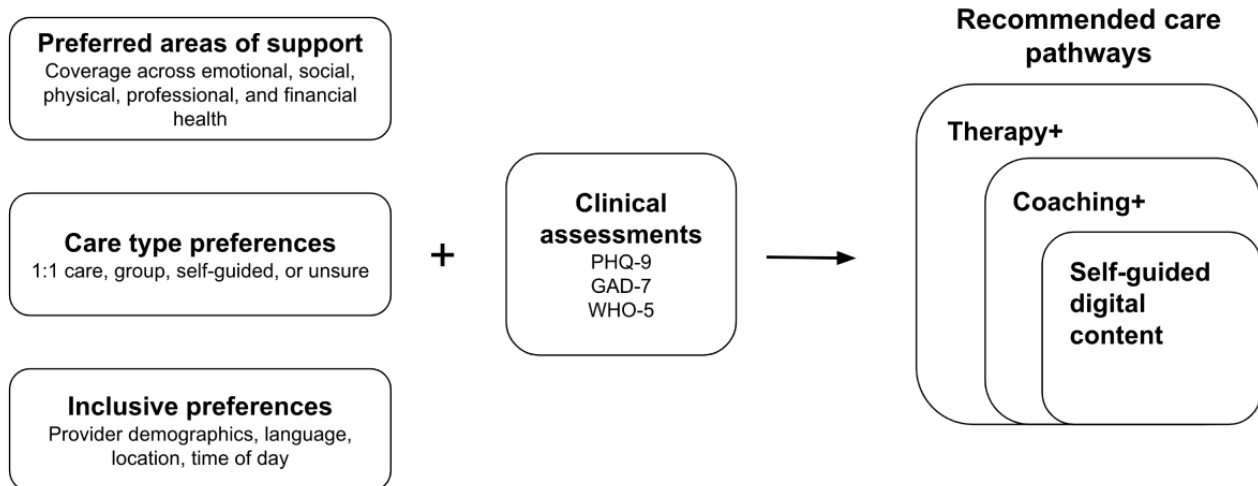 Preferred areas of support
Coverage across emotional, social,
physical, professional, and financial
health
Care type preferences
1:1 care, group, self-guided, or unsure
Inclusive preferences
Provider demographics, language,
location, time of day
+
Clinical
assessments
PHQ-9
GAD-7
WHO-5
Recommended care
pathways
Therapy+
Coaching+
Self-guided
digital
content